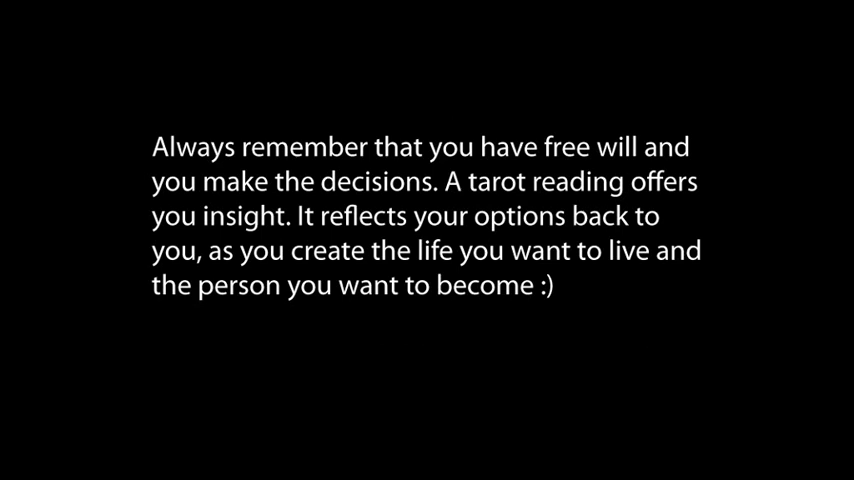 Always remember that you have free will and
you make the decisions. A tarot reading offers
you insight. It reflects your options back to
you, as you create the life you want to live and
the person you want to become :)